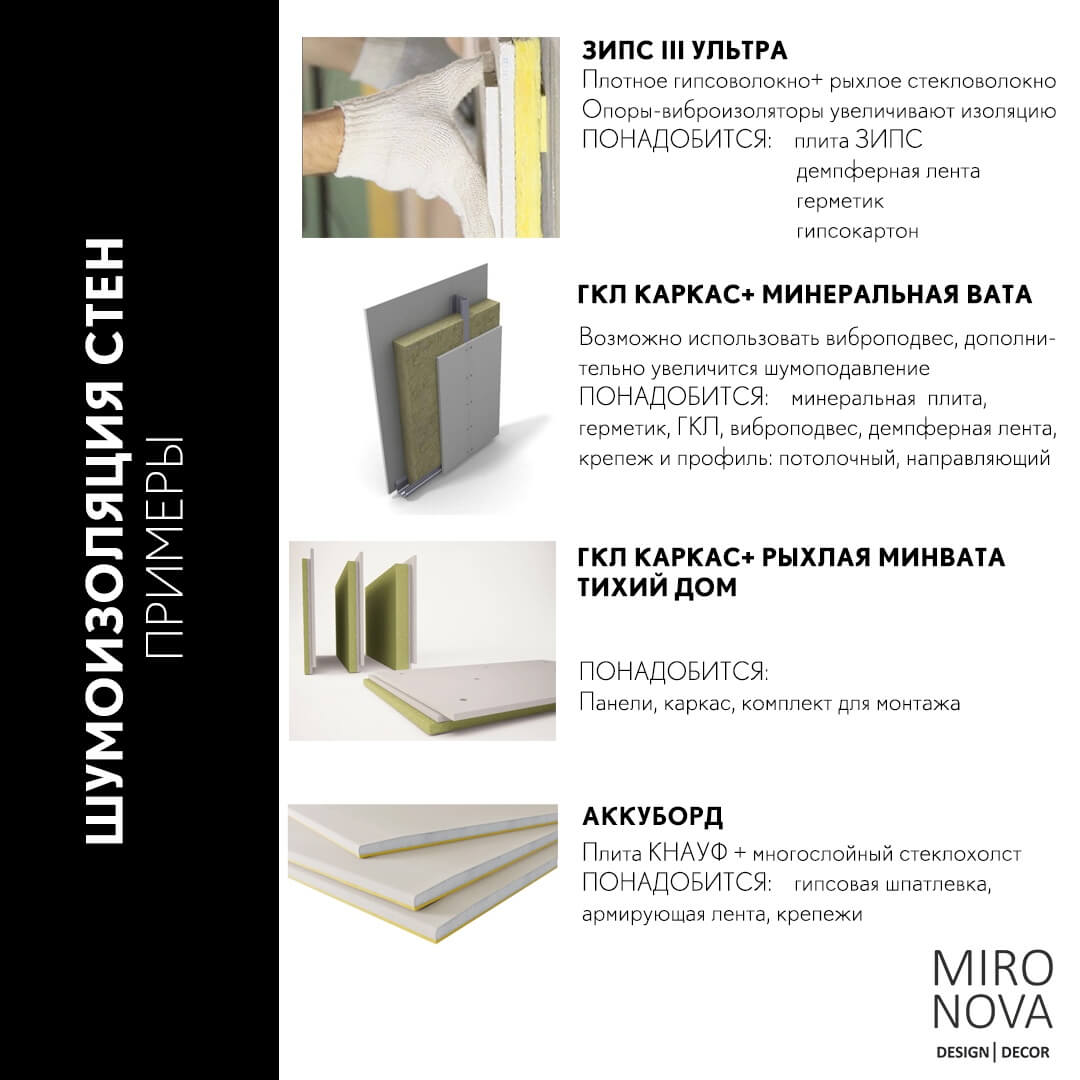 ШУМОИЗОЛЯЦИЯ СТЕН
ПРИМЕРЫ
ЗИПС III УЛЬТРА
Плотное гипсоволокно+ рыхлое стекловолокно
Опоры-виброизоляторы увеличивают изоляцию
ПОНАДОБИТСЯ: плита ЗИПС
демпферная лента
герметик
гипсокартон
ГКЛ КАРКАС+ МИНЕРАЛЬНАЯ ВАТА
Возможно использовать виброподвес, дополни-
тельно увеличится шумоподавление
ПОНАДОБИТСЯ: минеральная плита,
герметик, ГКЛ, виброподвес, демпферная лента,
крепеж и профиль: потолочный, направляющий
ГКЛ КАРКАС+ РЫХЛАЯ МИНВАТА
ТИХИЙ ДОМ
ПОНАДОБИТСЯ:
Панели, каркас, комплект для монтажа
АККУБОРД
Плита КНАУФ + многослойный стеклохолст
ПОНАДОБИТСЯ: гипсовая шпатлевка,
армирующая лента, крепежи
MIRO
NOVA
DESIGN | DECOR